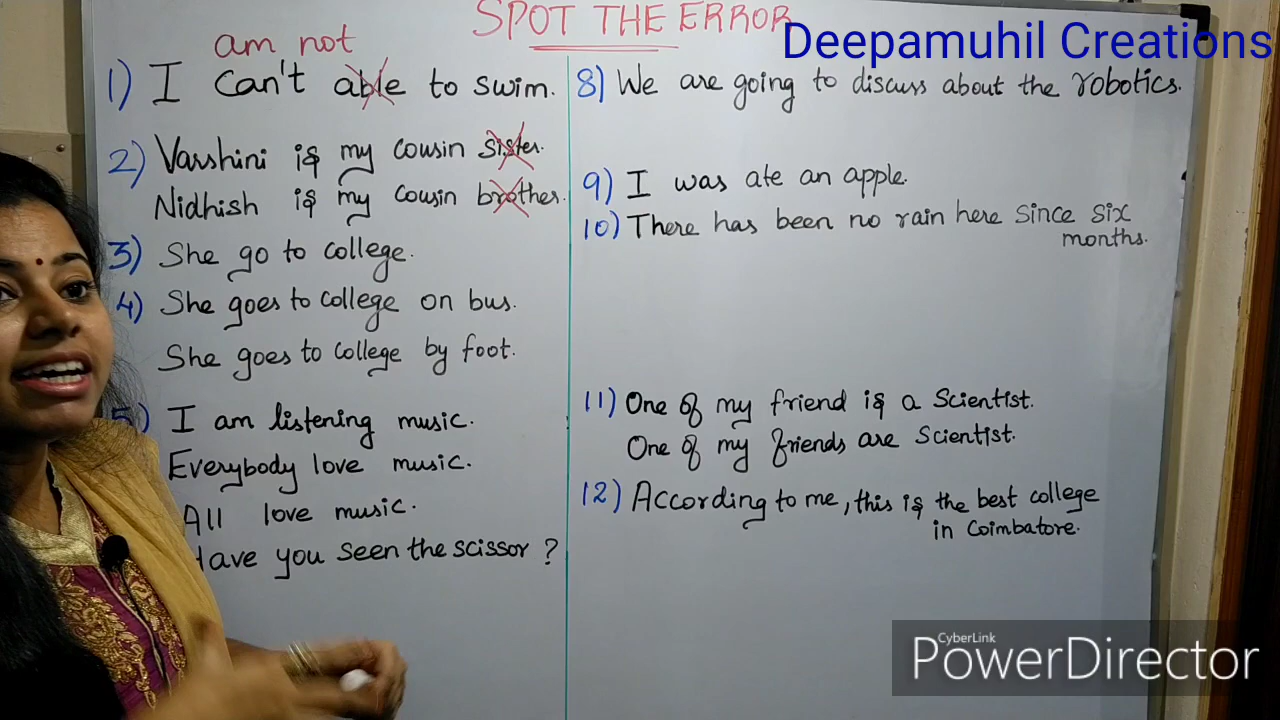 SPOT THE ERROR
Deepamuhil Creations
am not
1) I can't able to swim.
2) Varshini is my cousin sister.
Nidhish is my cousin brother.
3) She go to college.
4) She goes to college on bus.
She goes to college by foot.
5) I am listening music.
Everybody love music.
All love music.
Have you seen the scissor ?
8) We are going to discuss about the robotics.
9) I was ate an apple.
10) There has been no rain here since six
months.
11) One of my friend is a Scientist.
One of my friends are Scientist.
12) According to me, this is the best college
in Coimbatore.
CyberLink
PowerDirector